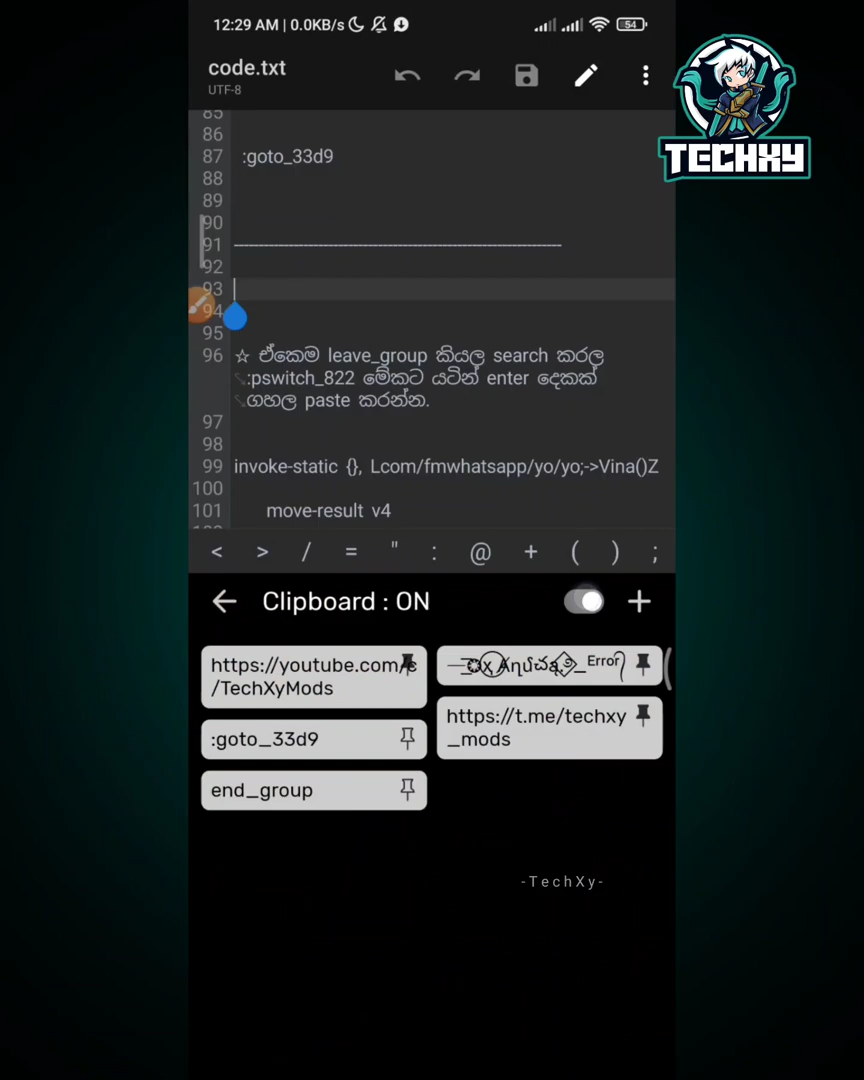 12:29 AM | 0.0KB/s
54
code.txt
UTF-8
TECHXY
85
86
87 :goto_33d9
88
89
90
91 ------------------------------------------------------------
92
93
94
95
96 ☆ ඒකෙම leave_group කියල search කරල
:pswitch_822 මේකට යටින් enter දෙකක්
ගහල paste කරන්න.
97
98
99 invoke-static {}, Lcom/fmwhatsapp/yo/yo;->Vina()Z
100
101 move-result v4
< > / = " : @ + ( ) ;
Clipboard : ON
https://youtube.com/c
/TechXyMods
:goto_33d9
end_group
https://t.me/techxy
_mods
-TechXy-